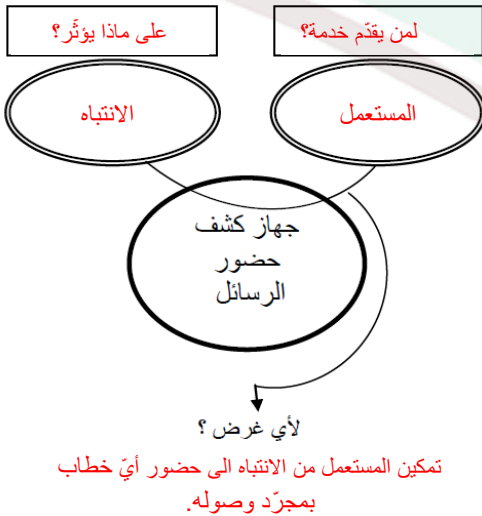 لمن يقدّم خدمة؟
على ماذا يؤثّر؟
المستعمل
الانتباه
جهاز كشف
حضور
الرسائل
لأي غرض ؟
تمكين المستعمل من الانتباه الى حضور أيّ خطاب
بمجرّد وصوله.